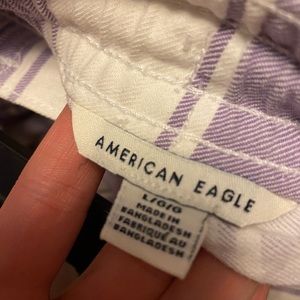 AMERICAN EAGLE
L/G/G
MADE IN
BANGLADESH
FABRIQUÉ AU
BANGLADESH